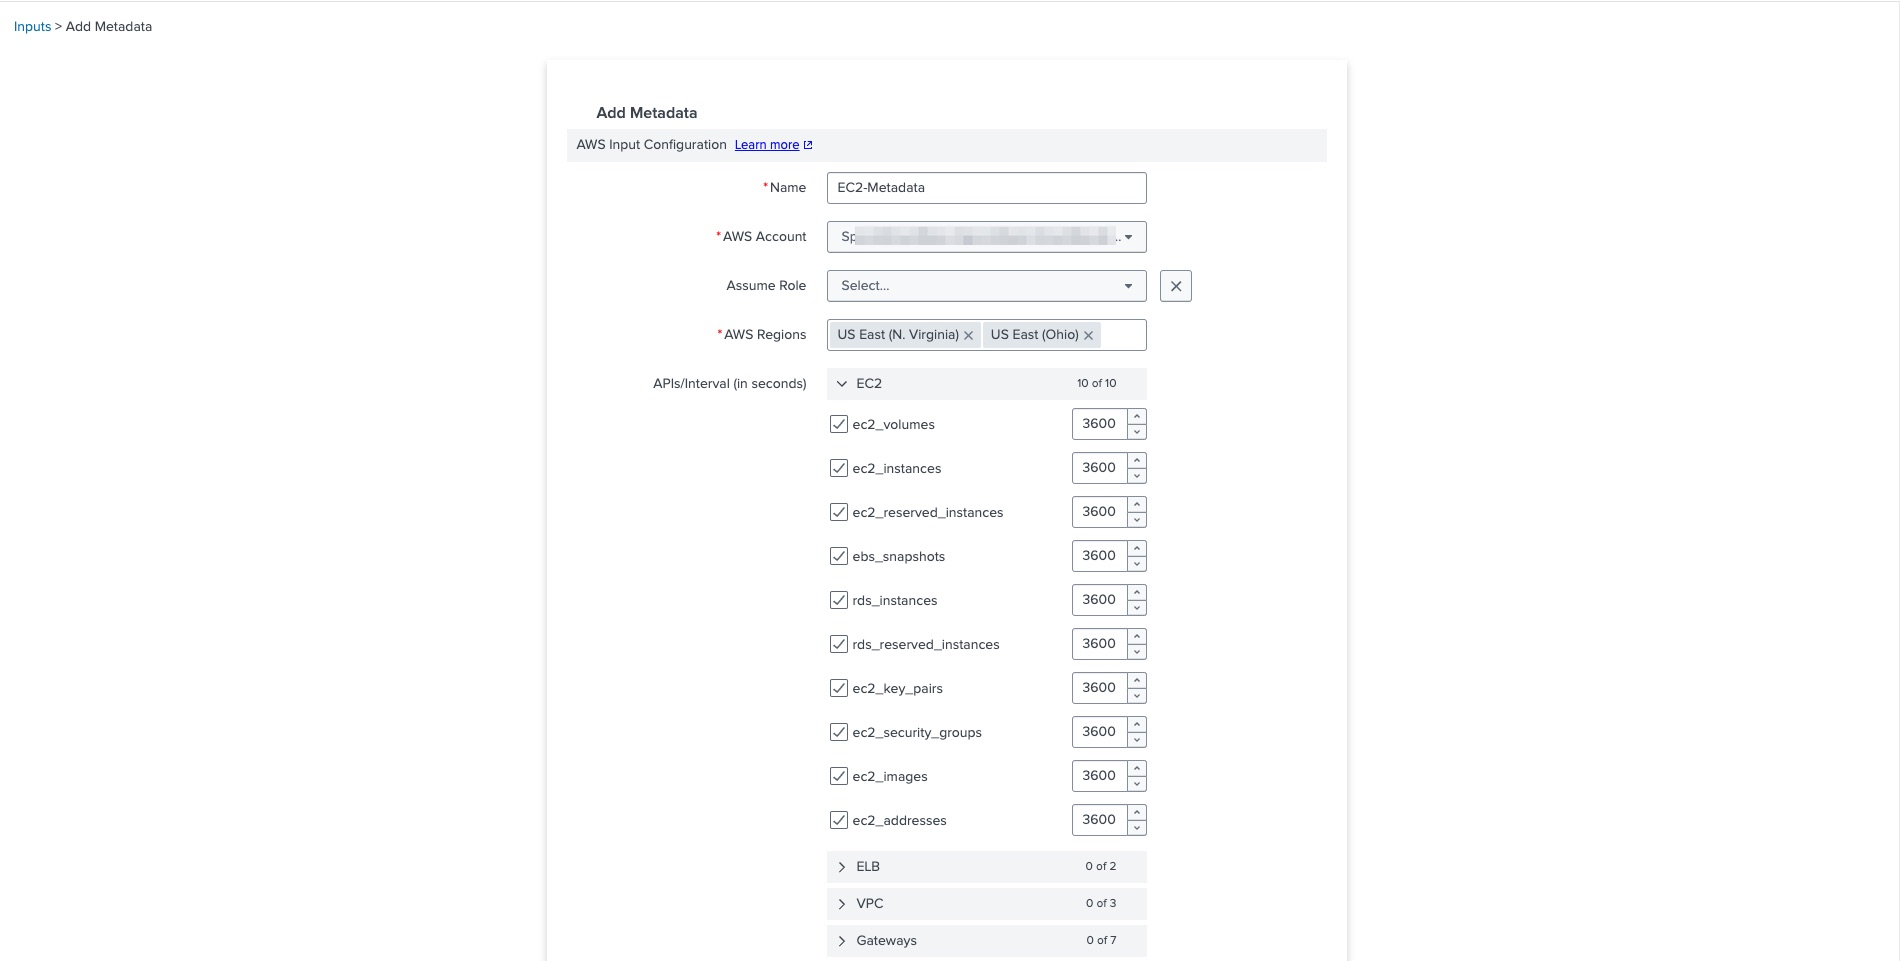 Inputs > Add Metadata
Add Metadata
AWS Input Configuration Learn more
*Name EC2-Metadata
*AWS Account Sp ...
Assume Role Select...
*AWS Regions US East (N. Virginia) US East (Ohio)
APIs/Interval (in seconds) EC2 10 of 10
ec2_volumes 3600
ec2_instances 3600
ec2_reserved_instances 3600
ebs_snapshots 3600
rds_instances 3600
rds_reserved_instances 3600
ec2_key_pairs 3600
ec2_security_groups 3600
ec2_images 3600
ec2_addresses 3600
ELB 0 of 2
VPC 0 of 3
Gateways 0 of 7